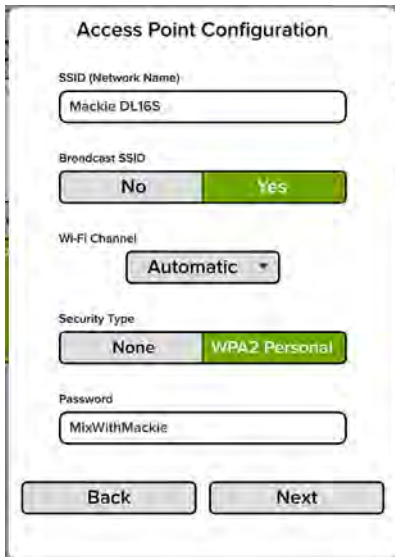 Access Point Configuration
SSID (Network Name)
Mackie DL16S
Broadcast SSID
No Yes
Wi-Fi Channel
Automatic
Security Type
None WPA2 Personal
Password
MixWithMackie
Back Next